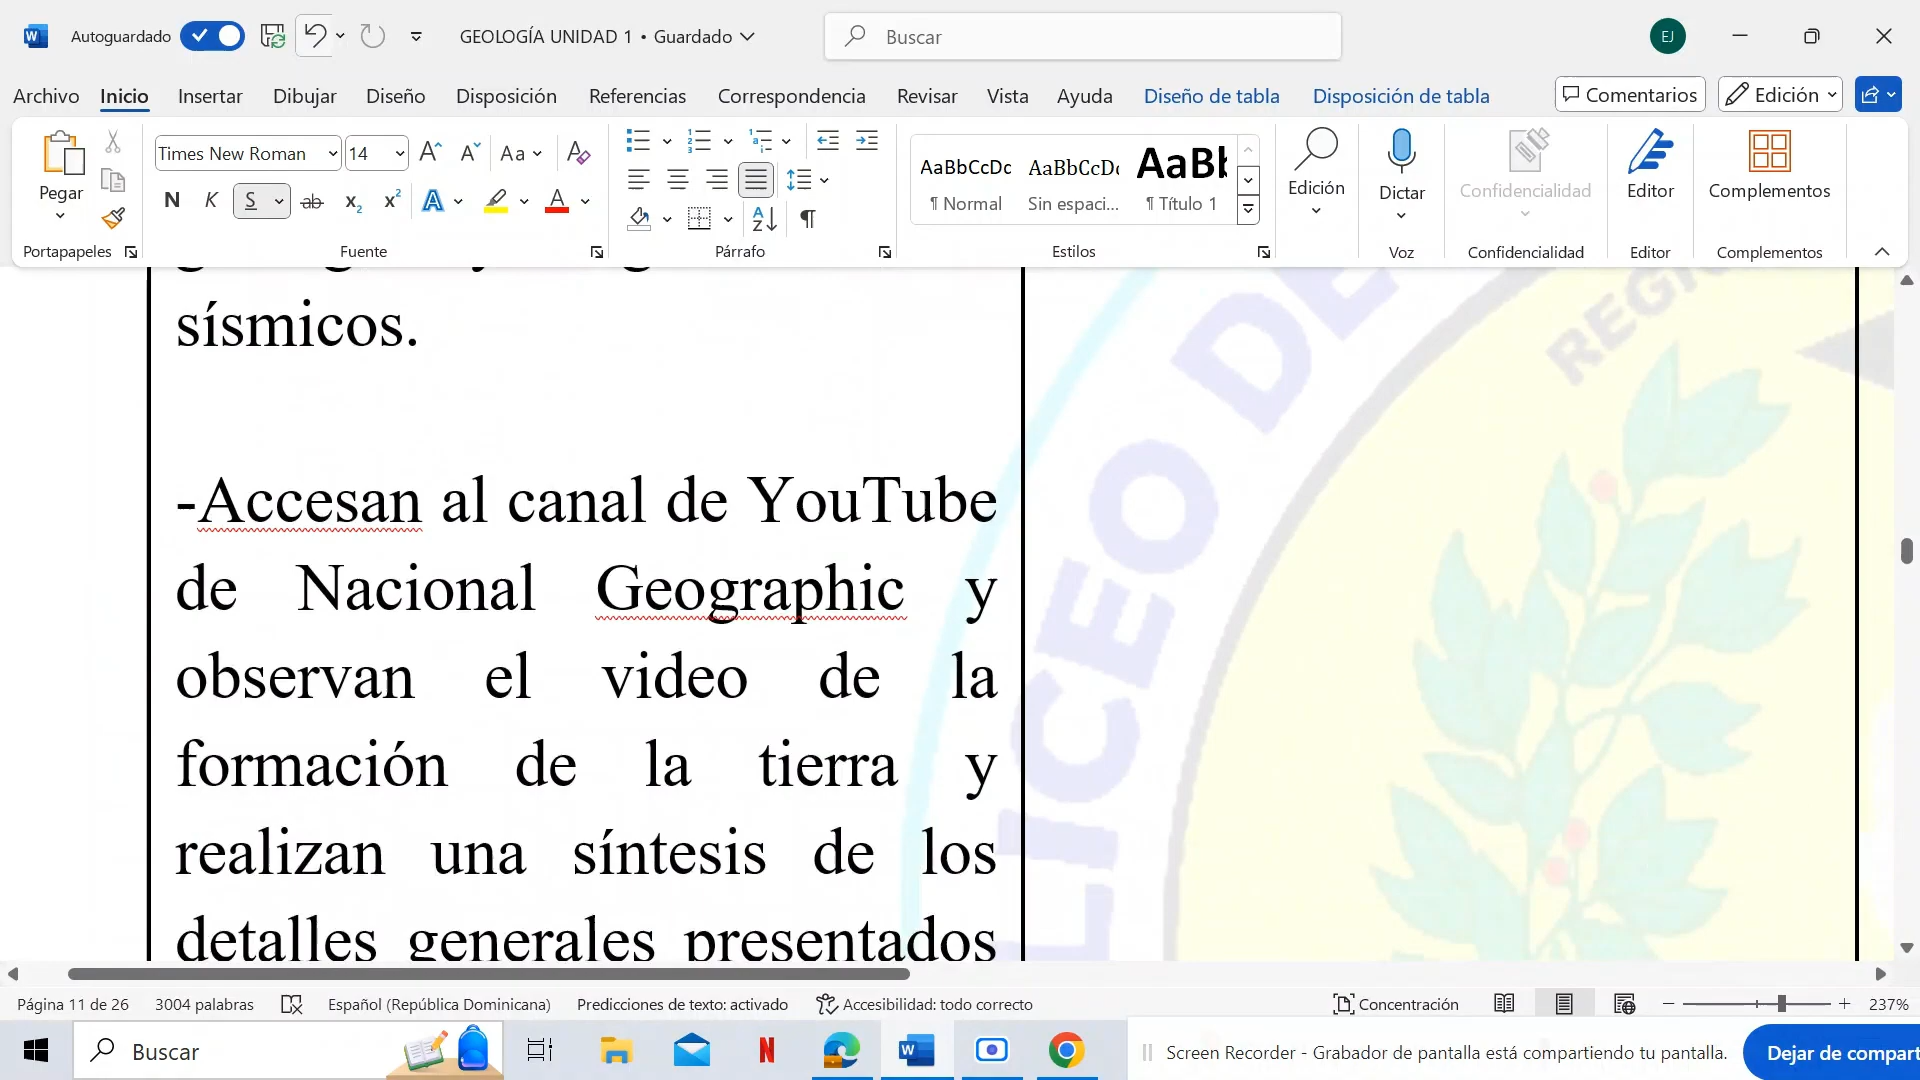 Autoguardado
GEOLOGÍA UNIDAD 1 • Guardado
Buscar
EJ
Archivo Inicio Insertar Dibujar Diseño Disposición Referencias Correspondencia Revisar Vista Ayuda Diseño de tabla Disposición de tabla
Comentarios
Edición
Pegar
Times New Roman 14
AaBbCcDc AaBbCcDc AaBb
¶ Normal Sin espaci... ¶ Título 1
Edición
Dictar
Confidencialidad
Editor
Complementos
Portapapeles Fuente Párrafo Estilos Voz Confidencialidad Editor Complementos
sísmicos.
-Accesan al canal de YouTube
de Nacional Geographic y
observan el video de la
formación de la tierra y
realizan una síntesis de los
detalles generales presentados
LICEO DE
Página 11 de 26 3004 palabras Español (República Dominicana) Predicciones de texto: activado Accesibilidad: todo correcto
Concentración
237%
Buscar
Screen Recorder - Grabador de pantalla está compartiendo tu pantalla.
Dejar de compart